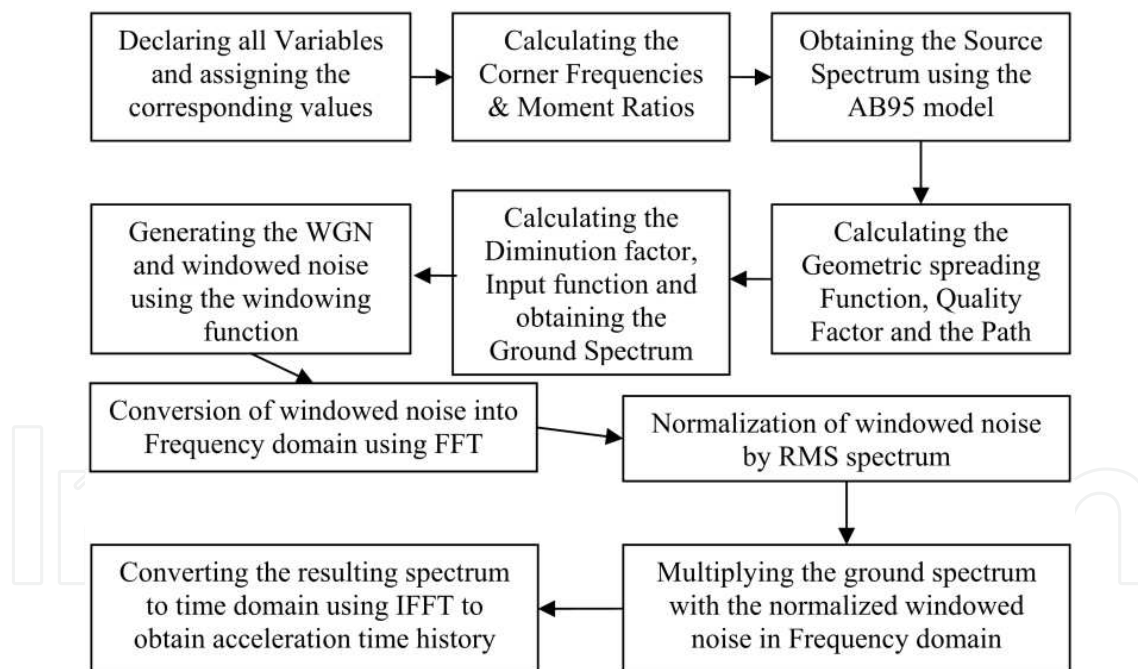 Declaring all Variables
and assigning the
corresponding values
Calculating the
Corner Frequencies
& Moment Ratios
Obtaining the Source
Spectrum using the
AB95 model
Calculating the
Geometric spreading
Function, Quality
Factor and the Path
Calculating the
Diminution factor,
Input function and
obtaining the
Ground Spectrum
Generating the WGN
and windowed noise
using the windowing
function
Conversion of windowed noise into
Frequency domain using FFT
Normalization of windowed noise
by RMS spectrum
Multiplying the ground spectrum
with the normalized windowed
noise in Frequency domain
Converting the resulting spectrum
to time domain using IFFT to
obtain acceleration time history